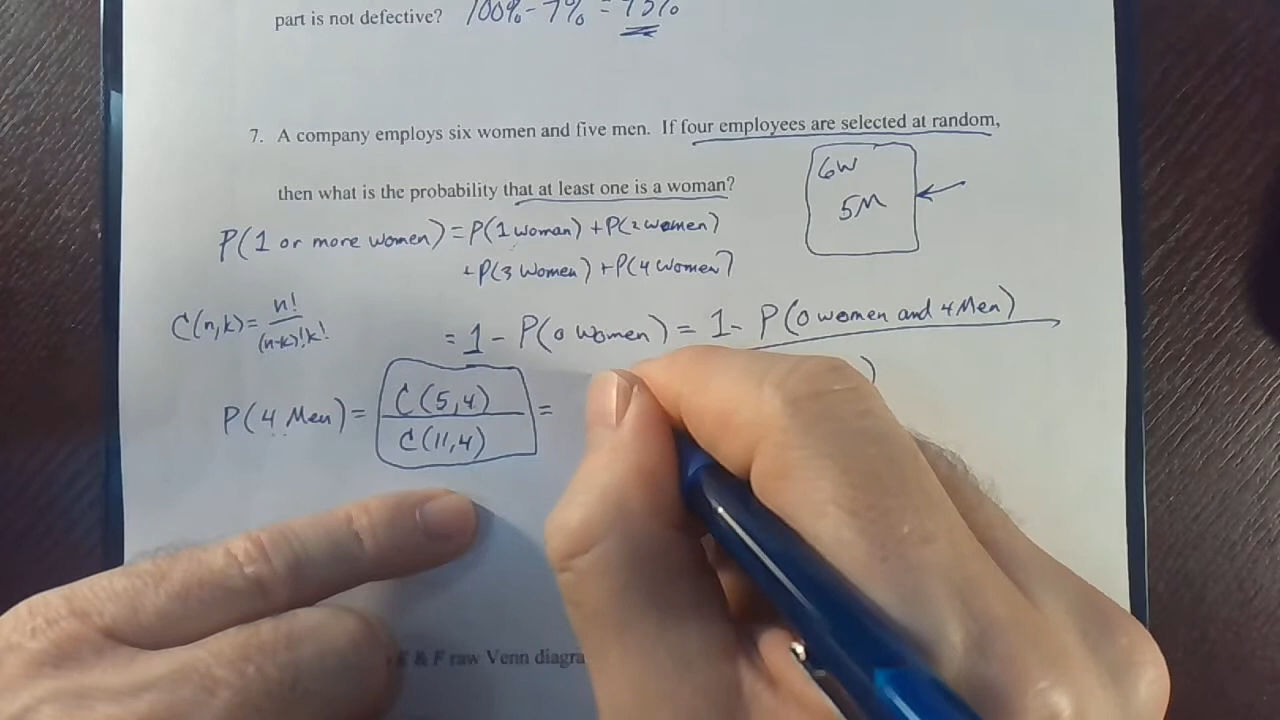 part is not defective? 100% - 7% = 93%
7. A company employs six women and five men. If four employees are selected at random,
then what is the probability that at least one is a woman?
6W
5M
P(1 or more women) = P(1 woman) + P(2 women)
+ P(3 women) + P(4 women)
C(n,k) = n! / (n-k)!k!
= 1 - P(0 women) = 1 - P(0 women and 4 Men)
)
P(4 Men) = C(5,4) / C(11,4) =
& F raw Venn diagra